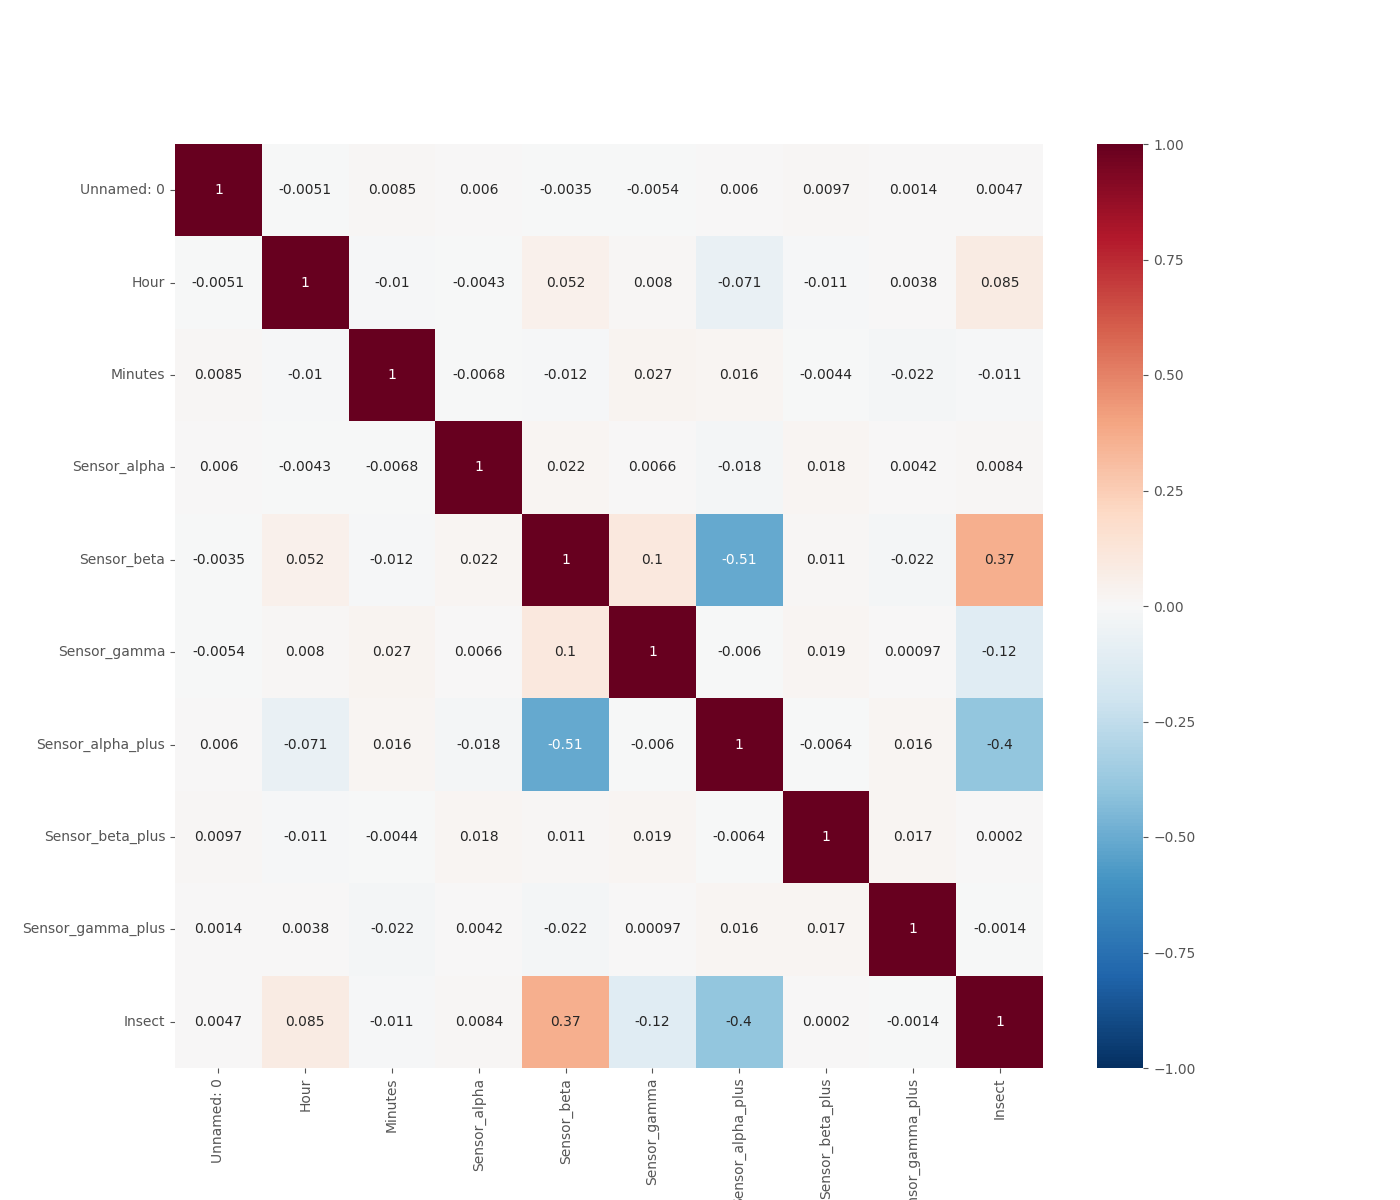 Unnamed: 0 1 -0.0051 0.0085 0.006 -0.0035 -0.0054 0.006 0.0097 0.0014 0.0047
Hour -0.0051 1 -0.01 -0.0043 0.052 0.008 -0.071 -0.011 0.0038 0.085
Minutes 0.0085 -0.01 1 -0.0068 -0.012 0.027 0.016 -0.0044 -0.022 -0.011
Sensor_alpha 0.006 -0.0043 -0.0068 1 0.022 0.0066 -0.018 0.018 0.0042 0.0084
Sensor_beta -0.0035 0.052 -0.012 0.022 1 0.1 -0.51 0.011 -0.022 0.37
Sensor_gamma -0.0054 0.008 0.027 0.0066 0.1 1 -0.006 0.019 0.00097 -0.12
Sensor_alpha_plus 0.006 -0.071 0.016 -0.018 -0.51 -0.006 1 -0.0064 0.016 -0.4
Sensor_beta_plus 0.0097 -0.011 -0.0044 0.018 0.011 0.019 -0.0064 1 0.017 0.0002
Sensor_gamma_plus 0.0014 0.0038 -0.022 0.0042 -0.022 0.00097 0.016 0.017 1 -0.0014
Insect 0.0047 0.085 -0.011 0.0084 0.37 -0.12 -0.4 0.0002 -0.0014 1
Unnamed: 0
Hour
Minutes
Sensor_alpha
Sensor_beta
Sensor_gamma
ensor_alpha_plus
Sensor_beta_plus
nsor_gamma_plus
Insect
1.00
0.75
0.50
0.25
0.00
−0.25
−0.50
−0.75
−1.00